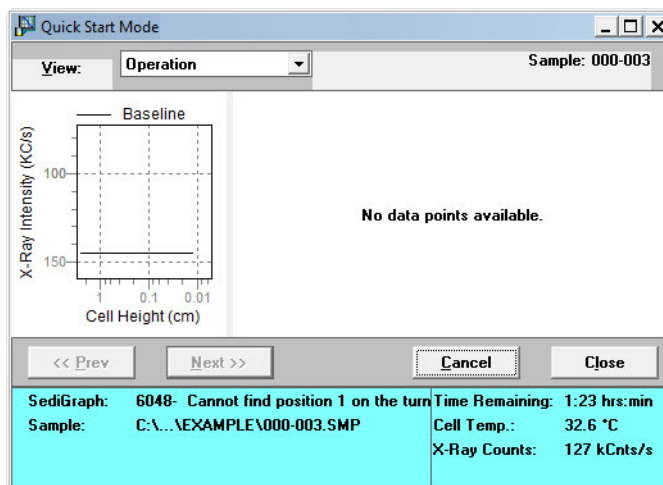 Quick Start Mode
View: Operation Sample: 000-003
Baseline
X-Ray Intensity (KC/s)
100
150
1 0.1 0.01
Cell Height (cm)
No data points available.
<< Prev Next >> Cancel Close
SediGraph: 6048- Cannot find position 1 on the turn Time Remaining: 1:23 hrs:min
Sample: C:\...\EXAMPLE\000-003.SMP Cell Temp.: 32.6 °C
X-Ray Counts: 127 kCnts/s